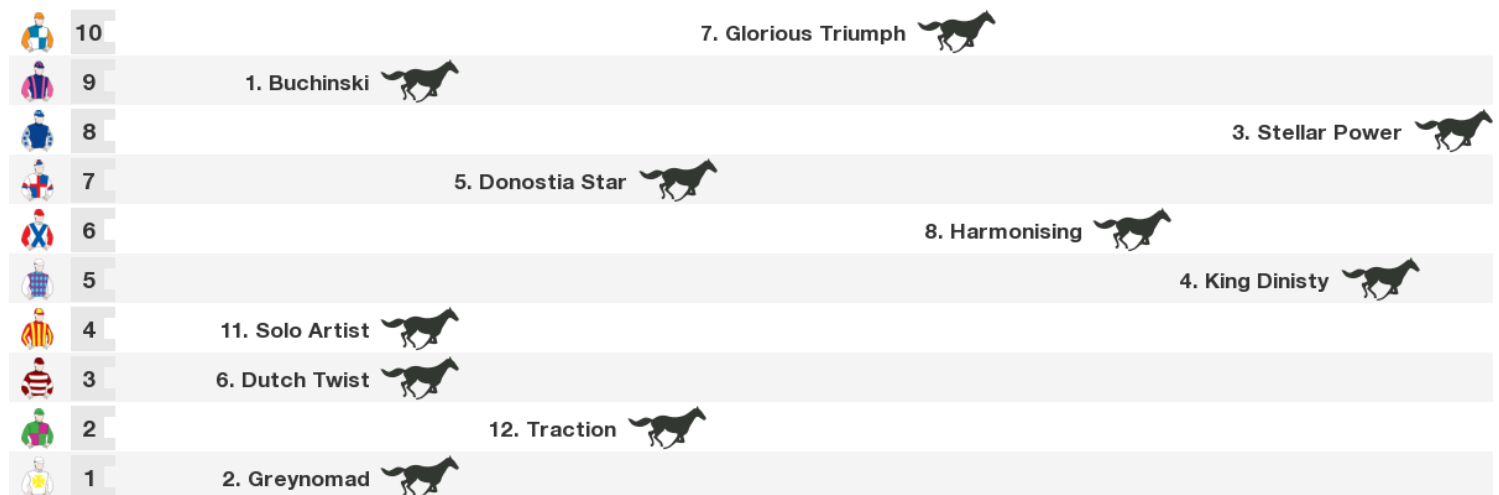 10 7. Glorious Triumph
9 1. Buchinski
8 3. Stellar Power
7 5. Donostia Star
6 8. Harmonising
5 4. King Dinisty
4 11. Solo Artist
3 6. Dutch Twist
2 12. Traction
1 2. Greynomad